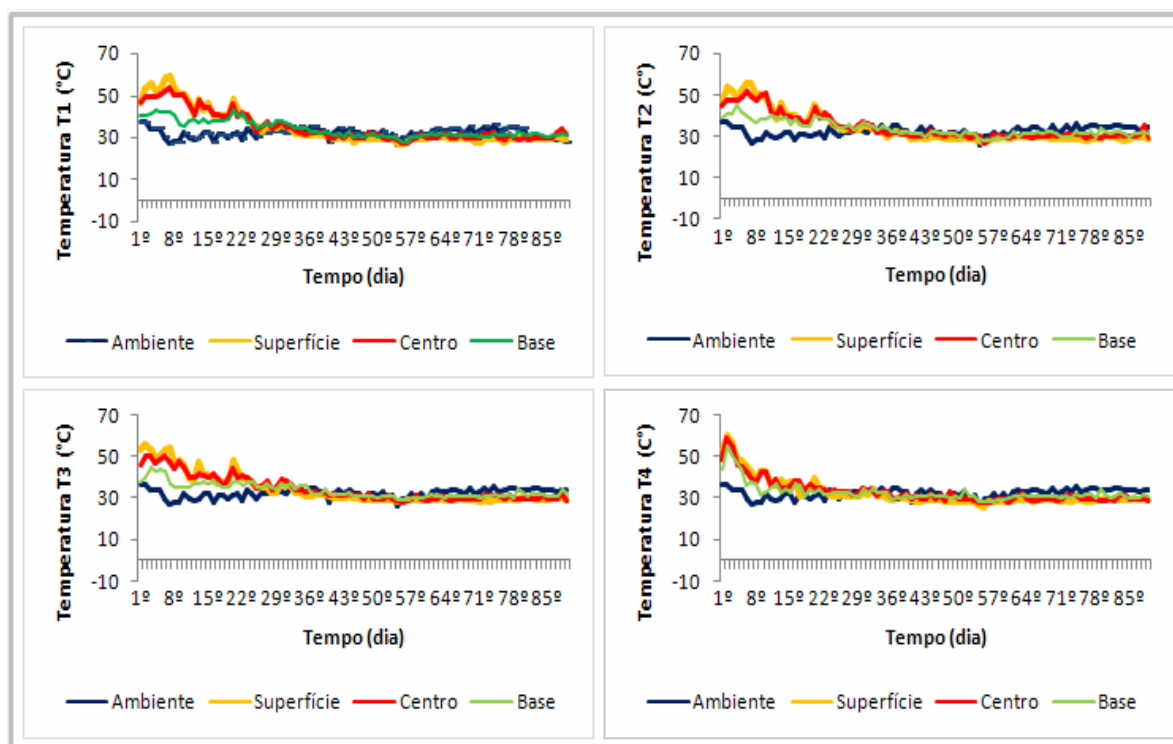 Temperatura T1 (°C)
70
50
30
10
-10
1º 8º 15º 22º 29º 36º 43º 50º 57º 64º 71º 78º 85º
Tempo (dia)
Ambiente Superfície Centro Base
Temperatura T2 (C°)
70
50
30
10
-10
1º 8º 15º 22º 29º 36º 43º 50º 57º 64º 71º 78º 85º
Tempo (dia)
Ambiente Superfície Centro Base
Temperatura T3 (°C)
70
50
30
10
-10
1º 8º 15º 22º 29º 36º 43º 50º 57º 64º 71º 78º 85º
Tempo (dia)
Ambiente Superfície Centro Base
Temperatura T4 (C°)
70
50
30
10
-10
1º 8º 15º 22º 29º 36º 43º 50º 57º 64º 71º 78º 85º
Tempo (dia)
Ambiente Superfície Centro Base